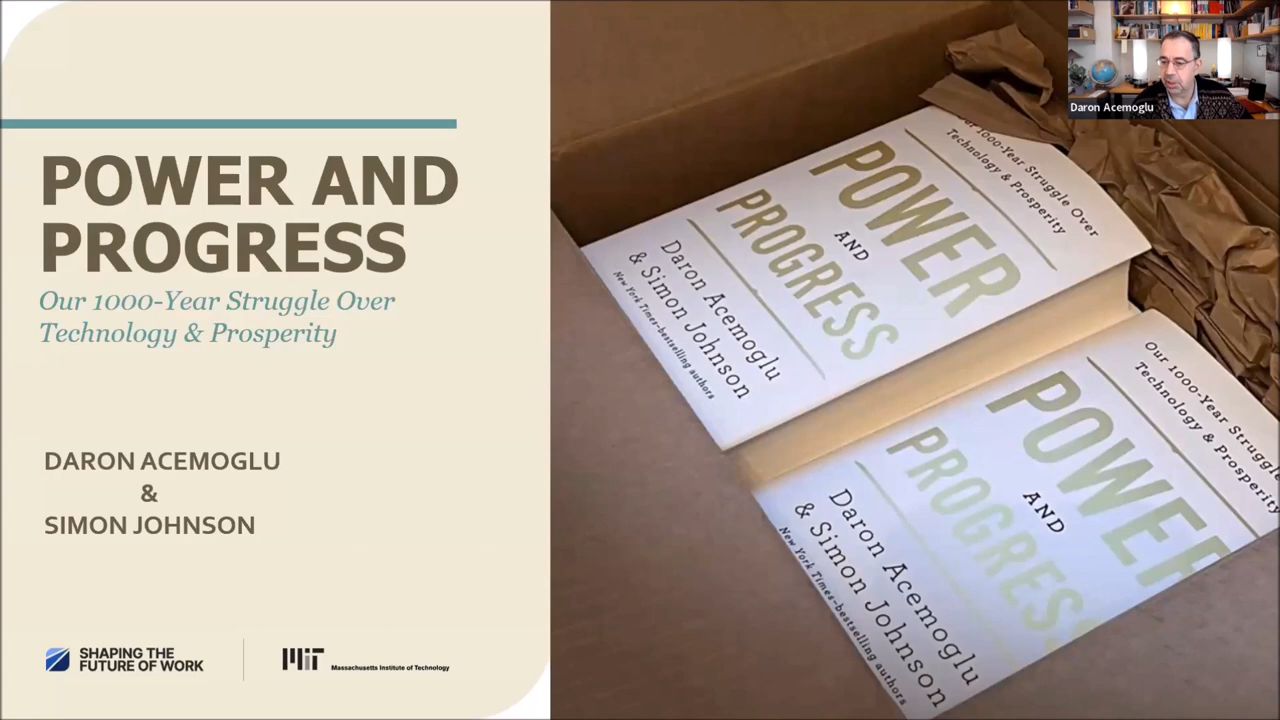 POWER AND
PROGRESS
Our 1000-Year Struggle Over
Technology & Prosperity
DARON ACEMOGLU
&
SIMON JOHNSON
SHAPING THE
FUTURE OF WORK
MIT
Massachusetts Institute of Technology
Our 1000-Year Struggle Over
Technology & Prosperity
POWER
AND
PROGRESS
Daron Acemoglu
& Simon Johnson
New York Times–bestselling authors
Our 1000-Year Struggle
Technology & Prosperity
POWER
AND
PROGRESS
Daron Acemoglu
& Simon Johnson
New York Times–bestselling authors
Daron Acemoglu